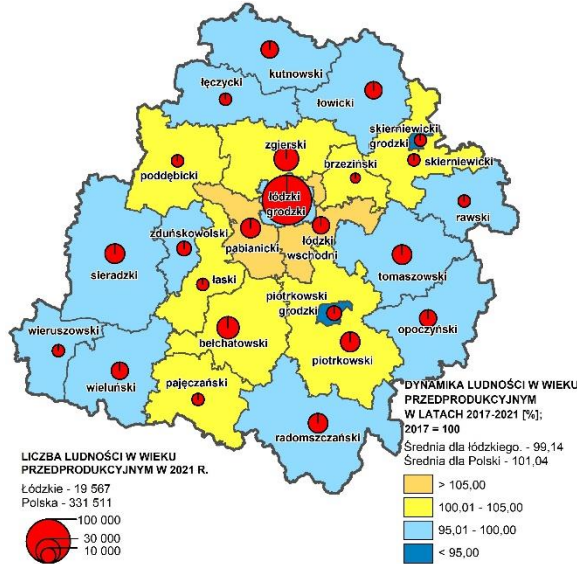 kutnowski
łęczycki
łowicki
skierniewicki
grodzki
zgierski
brzeziński
skierniewicki
poddębicki
łódzki
grodzki
rawski
zduńskowolski
pabianicki
łódzki
wschodni
sieradzki
tomaszowski
łaski
piotrkowski
grodzki
opoczyński
wieruszowski
bełchatowski
piotrkowski
wieluński
pajęczański
radomszczański
LICZBA LUDNOŚCI W WIEKU
PRZEDPRODUKCYJNYM W 2021 R.
Łódzkie - 19 567
Polska - 331 511
100 000
30 000
10 000
DYNAMIKA LUDNOŚCI W WIEKU
PRZEDPRODUKCYJNYM
W LATACH 2017-2021 [%];
2017 = 100
Średnia dla łódzkiego. - 99,14
Średnia dla Polski - 101,04
> 105,00
100,01 - 105,00
95,01 - 100,00
< 95,00